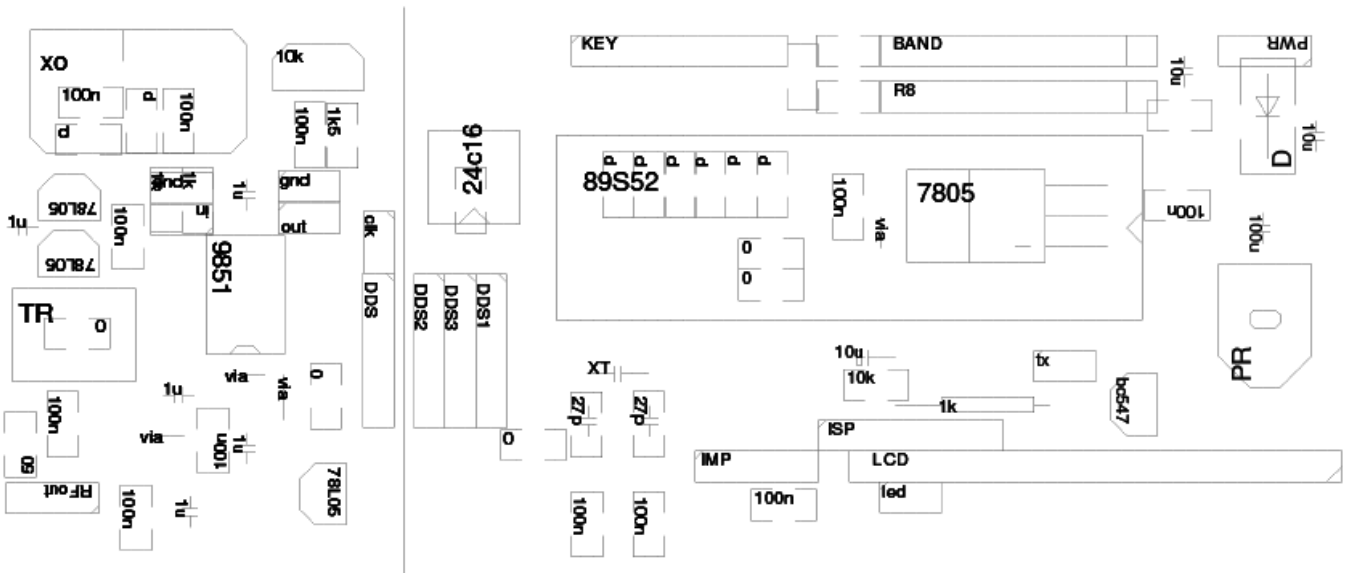 XO
100n
d
100n
d
10k
100n
1k5
78L05
1u
78L05
100n
gnd
1k
in
1u
gnd
out
clk
9851
DDS
TR
0
via
via
0
1u
100n
via
1001
1u
60
RFout
100n
1u
78L05
24c16
DDS2
DDS3
DDS1
KEY
BAND
PWR
R8
10u
D
10u
89S52
d
d
d
d
d
d
100n
via
7805
100n
100u
0
0
PR
XT
10u
10k
tx
27p
27p
1k
bc547
0
ISP
IMP
LCD
100n
led
100n
100n